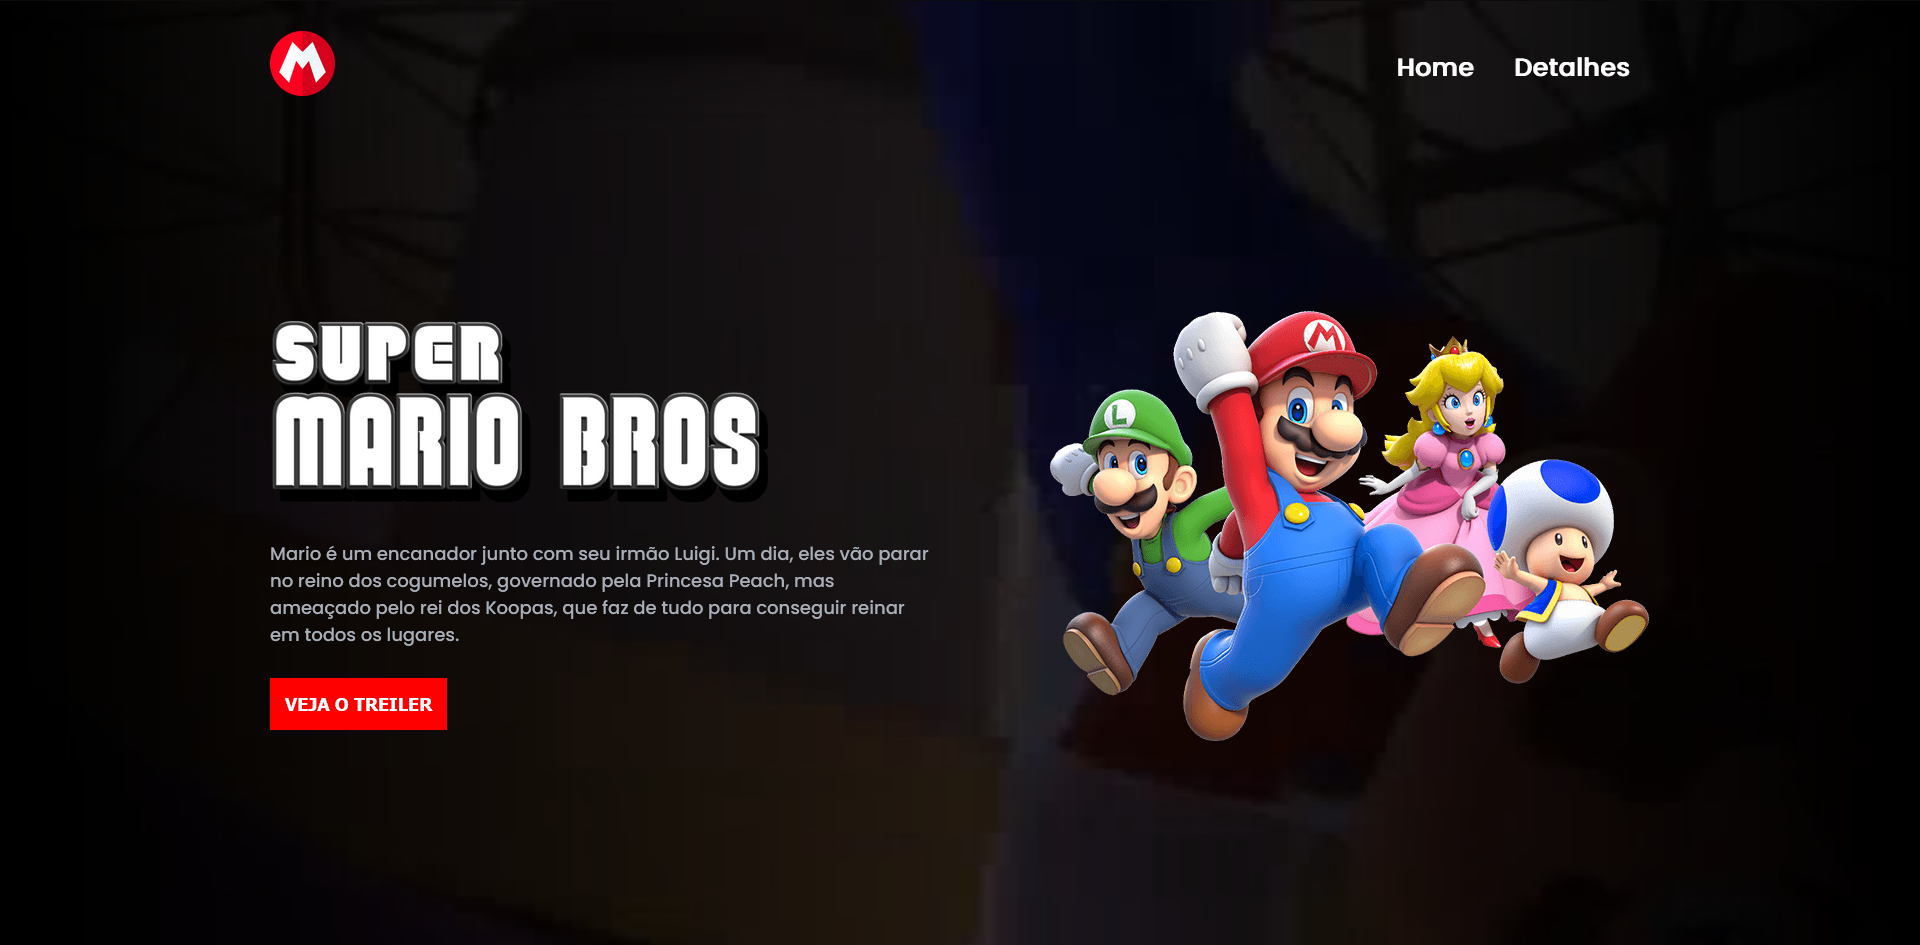 M
Home Detalhes
SUPER
MARIO BROS
Mario é um encanador junto com seu irmão Luigi. Um dia, eles vão parar
no reino dos cogumelos, governado pela Princesa Peach, mas
ameaçado pelo rei dos Koopas, que faz de tudo para conseguir reinar
em todos os lugares.
VEJA O TREILER
L
M